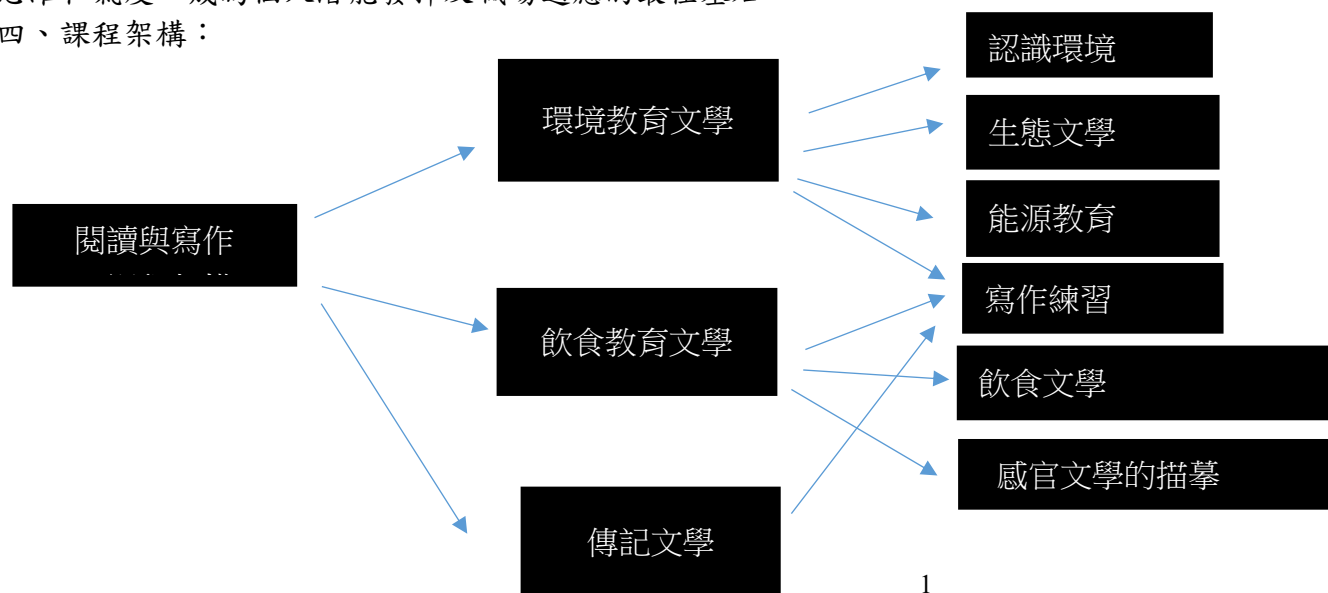 四、課程架構：
認識環境
環境教育文學
生態文學
閱讀與寫作
能源教育
寫作練習
飲食教育文學
飲食文學
感官文學的描摹
傳記文學
1